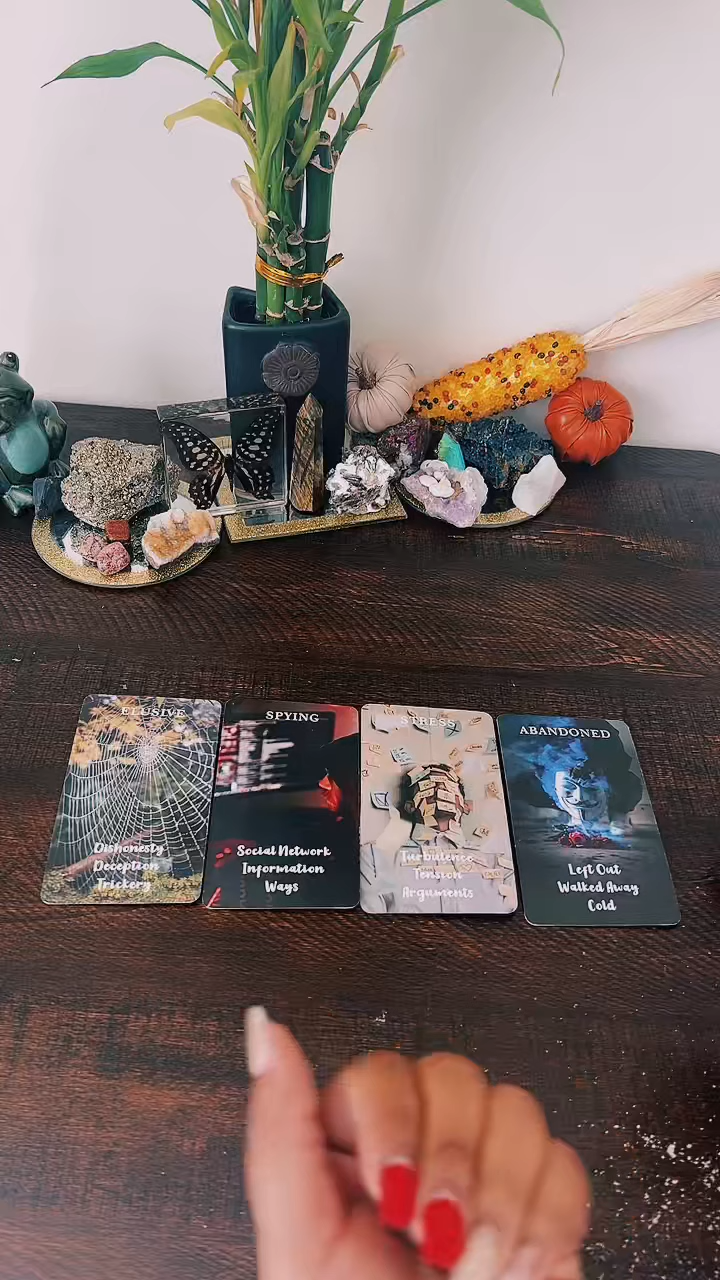 ELUSIVE
Dishonesty
Deception
Trickery
SPYING
Social Network
Information
Ways
STRESS
Turbulence
Tension
Arguments
ABANDONED
Left Out
Walked Away
Cold